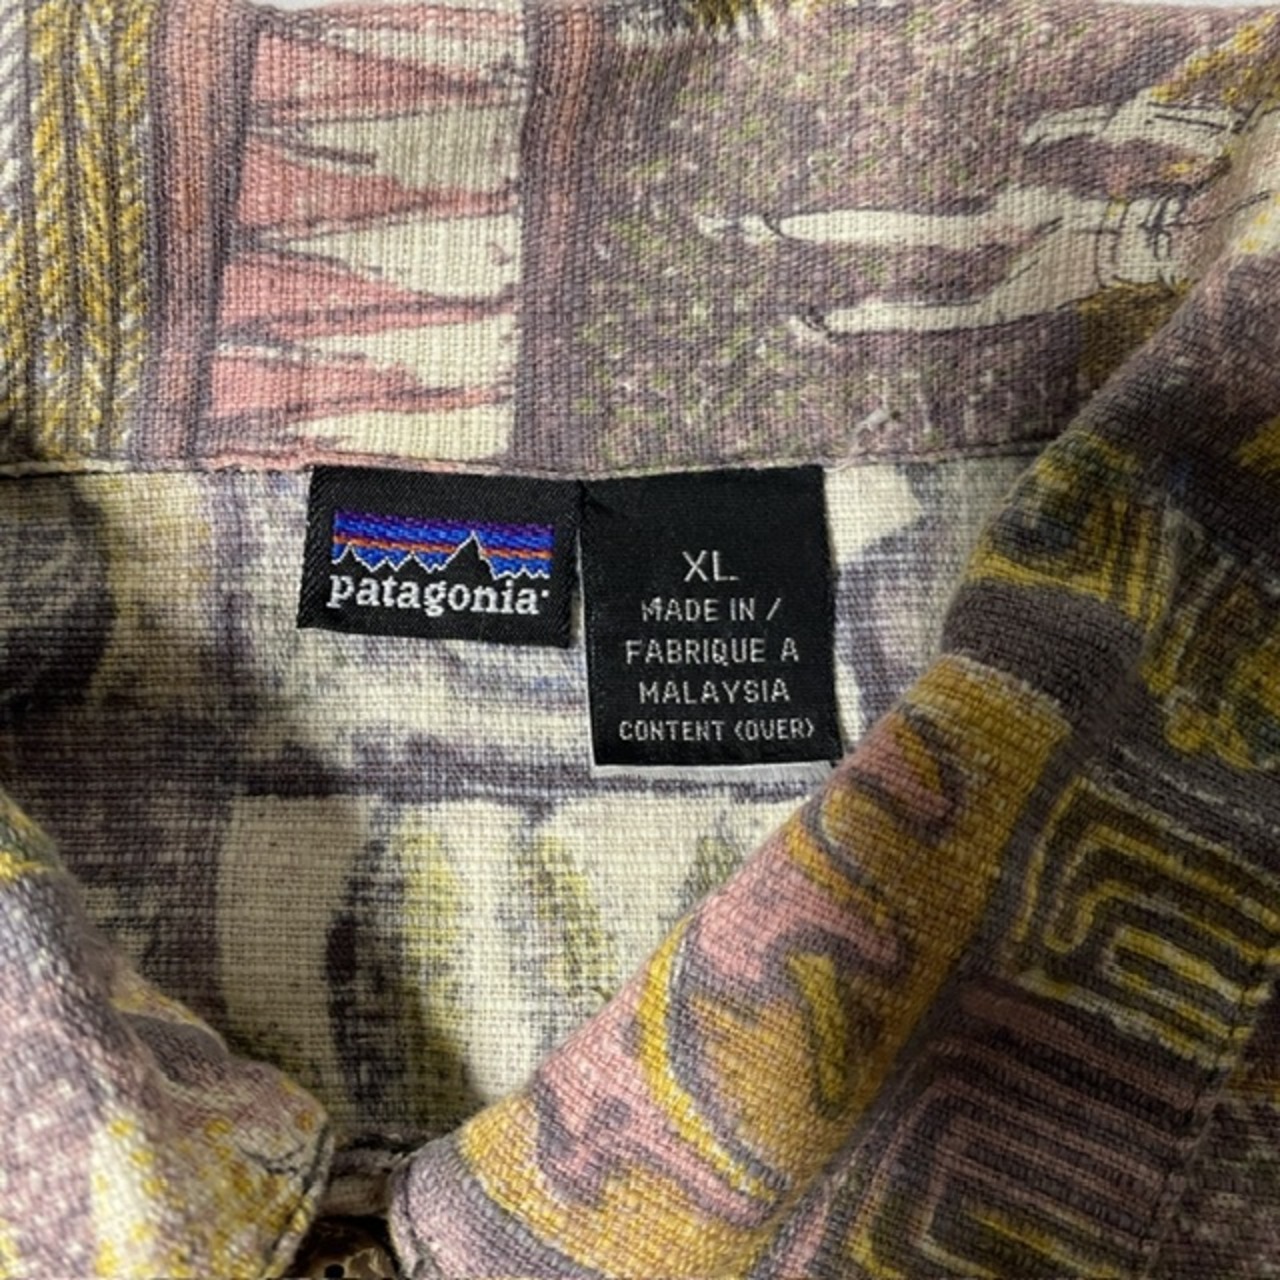 patagonia
XL
MADE IN /
FABRIQUE A
MALAYSIA
CONTENT (OVER)